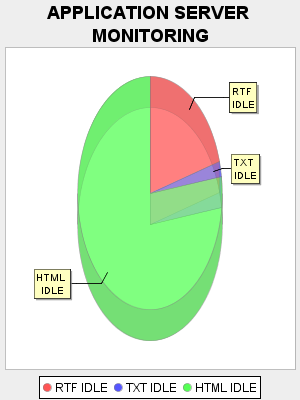 APPLICATION SERVER
MONITORING
RTF
IDLE
TXT
IDLE
HTML
IDLE
RTF IDLE TXT IDLE HTML IDLE